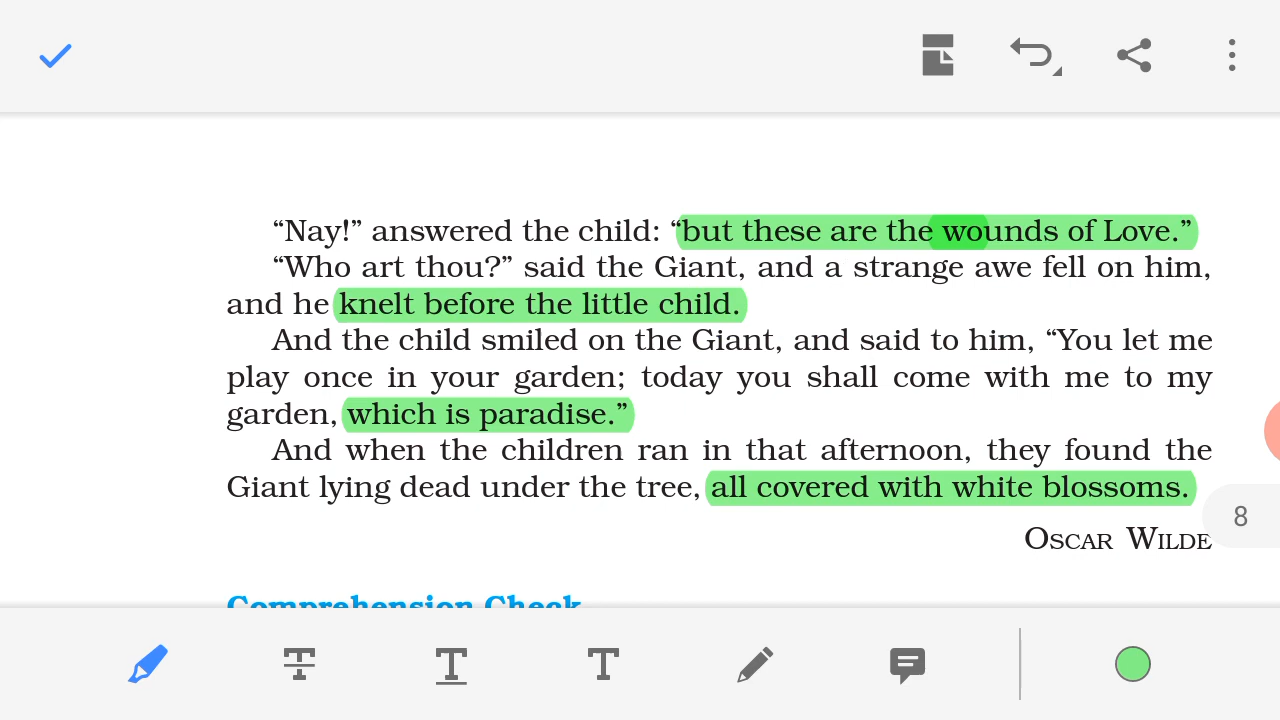 “Nay!” answered the child: “but these are the wounds of Love.”
“Who art thou?” said the Giant, and a strange awe fell on him,
and he knelt before the little child.
And the child smiled on the Giant, and said to him, “You let me
play once in your garden; today you shall come with me to my
garden, which is paradise.”
And when the children ran in that afternoon, they found the
Giant lying dead under the tree, all covered with white blossoms.
8
OSCAR WILDE
Comprehension Check